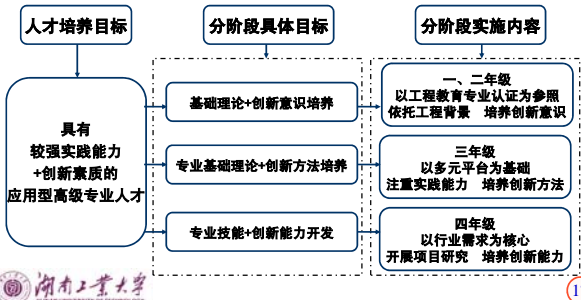 人才培养目标
分阶段具体目标
分阶段实施内容
具有
较强实践能力
+创新素质的
应用型高级专业人才
基础理论+创新意识培养
专业基础理论+创新方法培养
专业技能+创新能力开发
一、二年级
以工程教育专业认证为参照
依托工程背景 培养创新意识
三年级
以多元平台为基础
注重实践能力 培养创新方法
四年级
以行业需求为核心
开展项目研究 培养创新能力
湖南工业大学
1